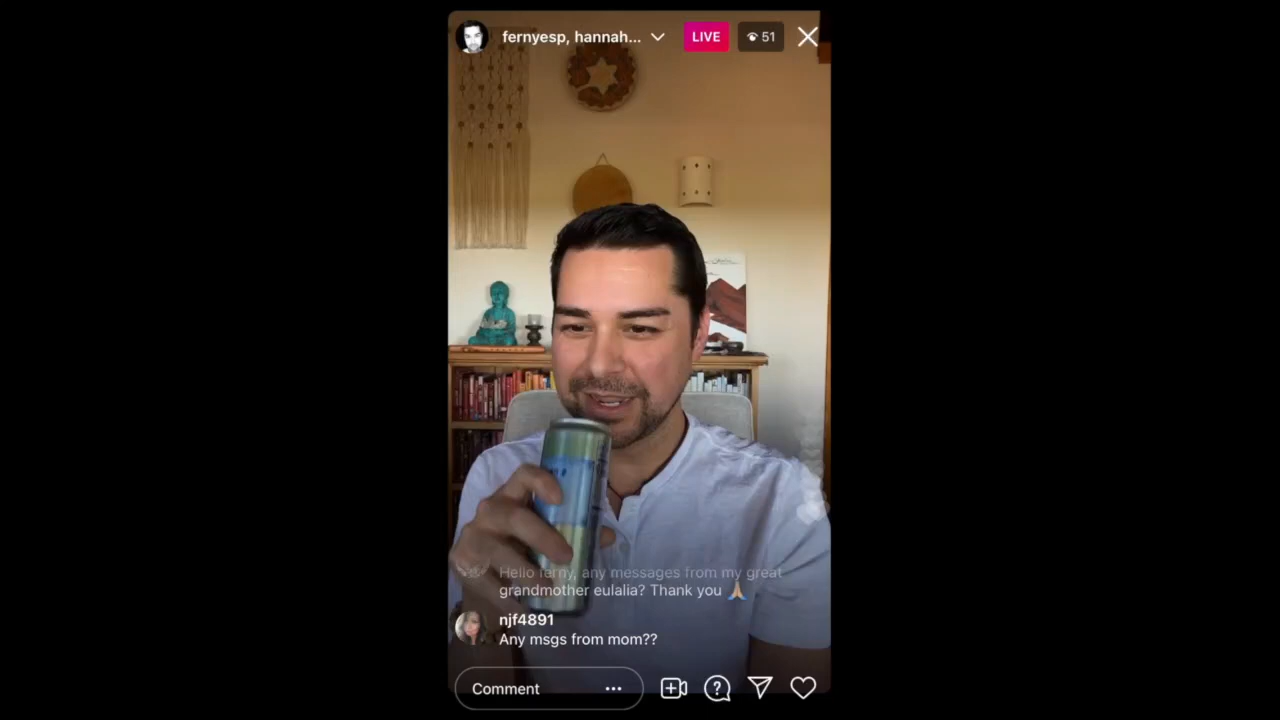 fernyesp, hannah...
LIVE
51
Hello ferny, any messages from my great
grandmother eulalia? Thank you 🙏🏼
njf4891
Any msgs from mom??
Comment